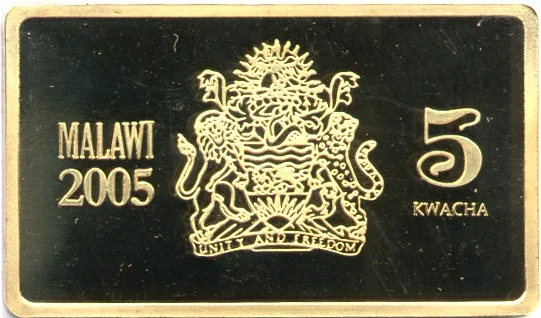 MALAWI
2005
5
KWACHA
UNITY AND FREEDOM